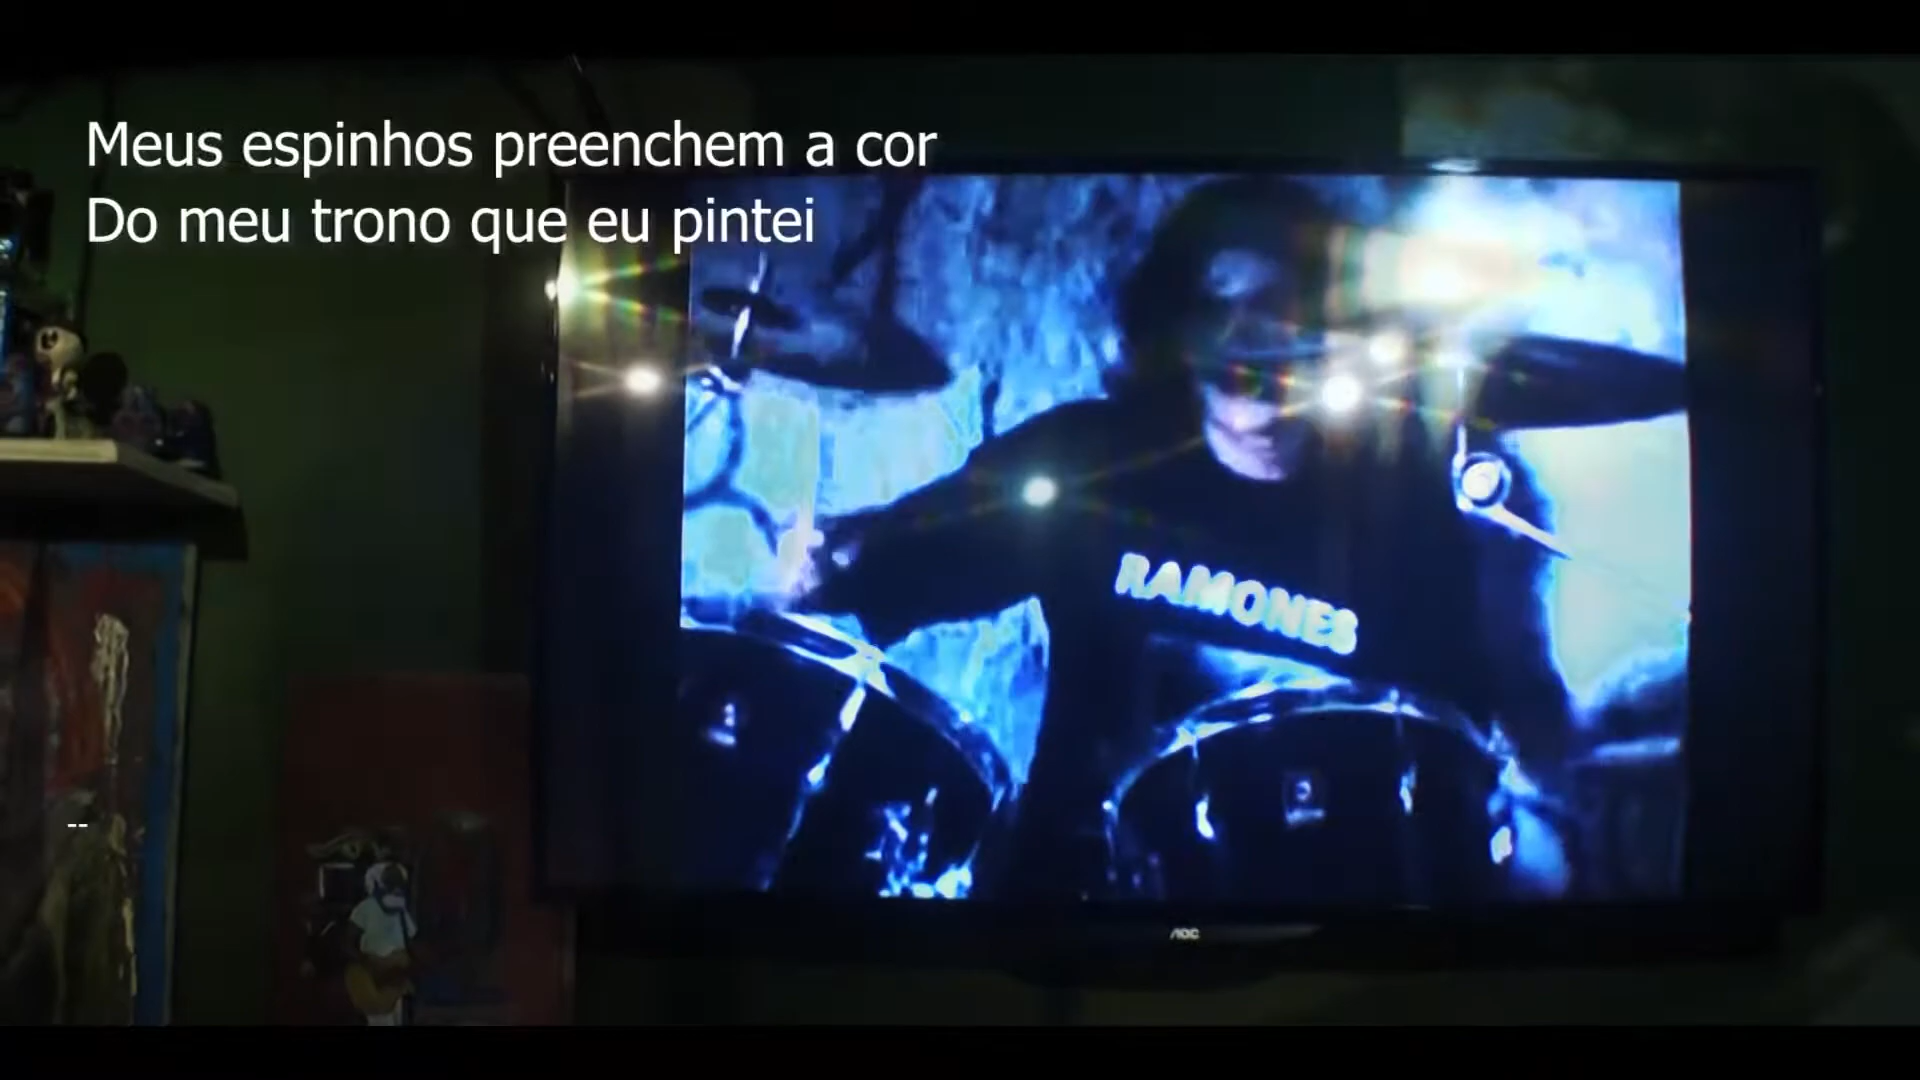 Meus espinhos preenchem a cor
Do meu trono que eu pintei
RAMONES
--
AOC